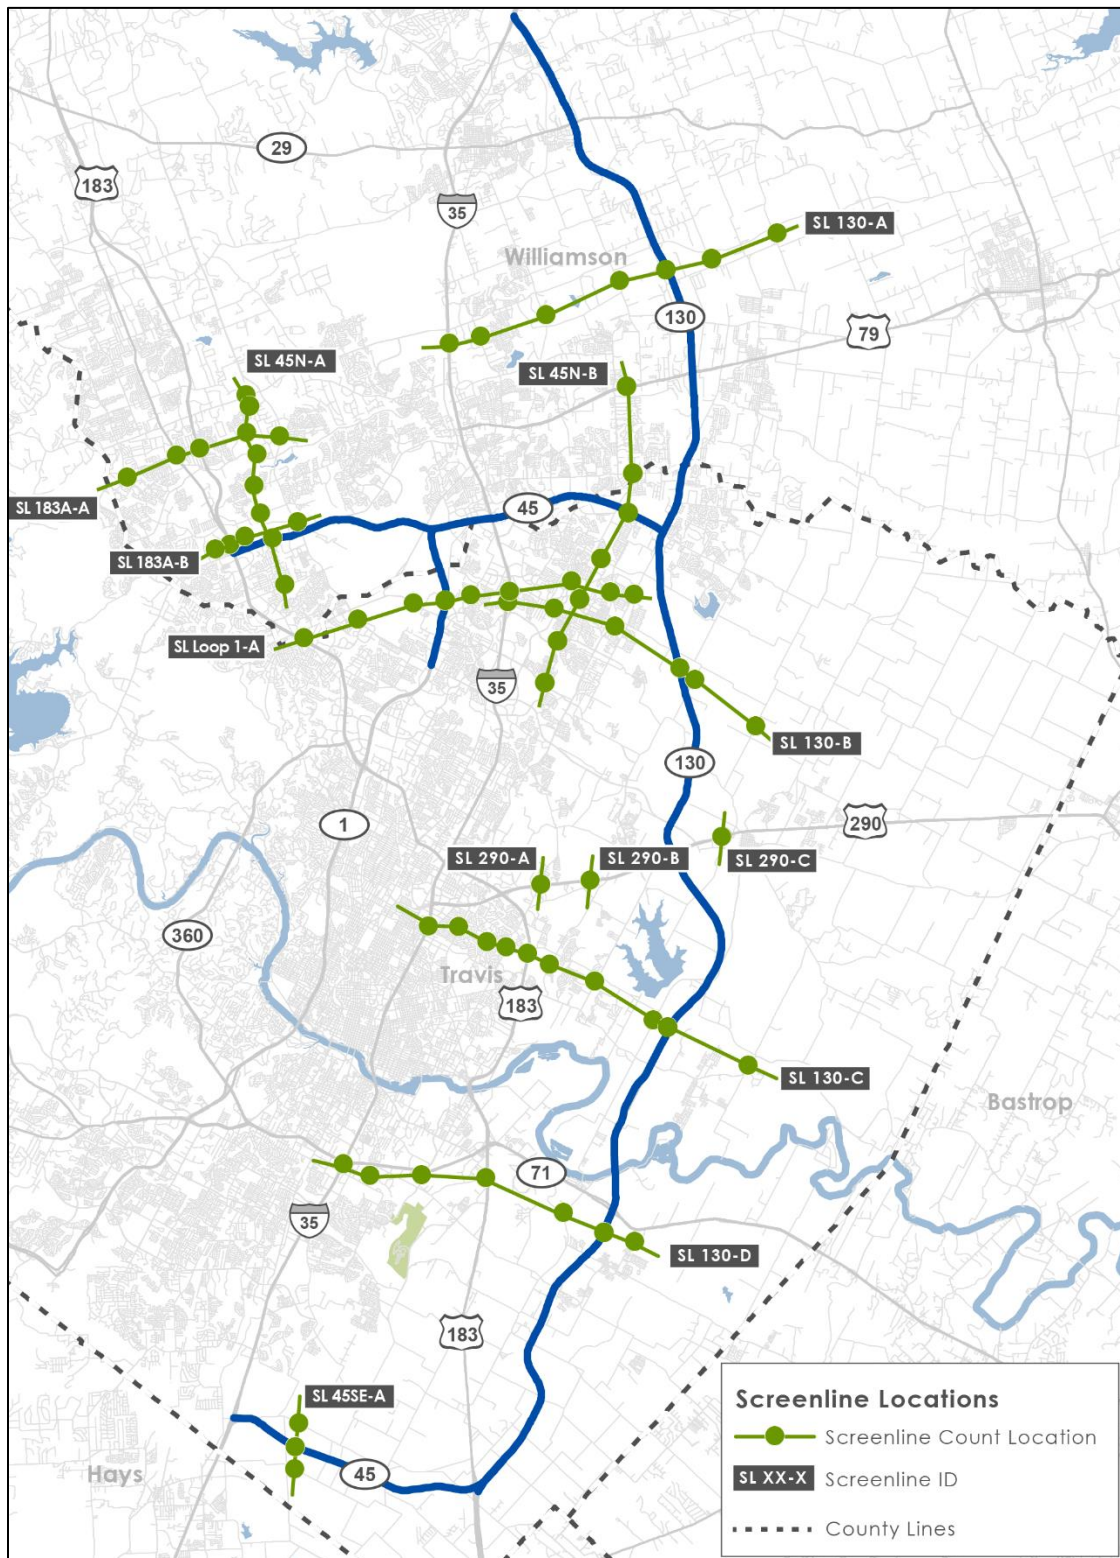 29
183
35
SL 130-A
Williamson
130
79
SL 45N-A
SL 45N-B
SL 183A-A
45
SL 183A-B
SL Loop 1-A
35
SL 130-B
130
1
290
SL 290-A
SL 290-B
SL 290-C
360
Travis
183
SL 130-C
Bastrop
71
35
SL 130-D
183
SL 45SE-A
Hays
45
Screenline Locations
Screenline Count Location
SL XX-X
Screenline ID
County Lines